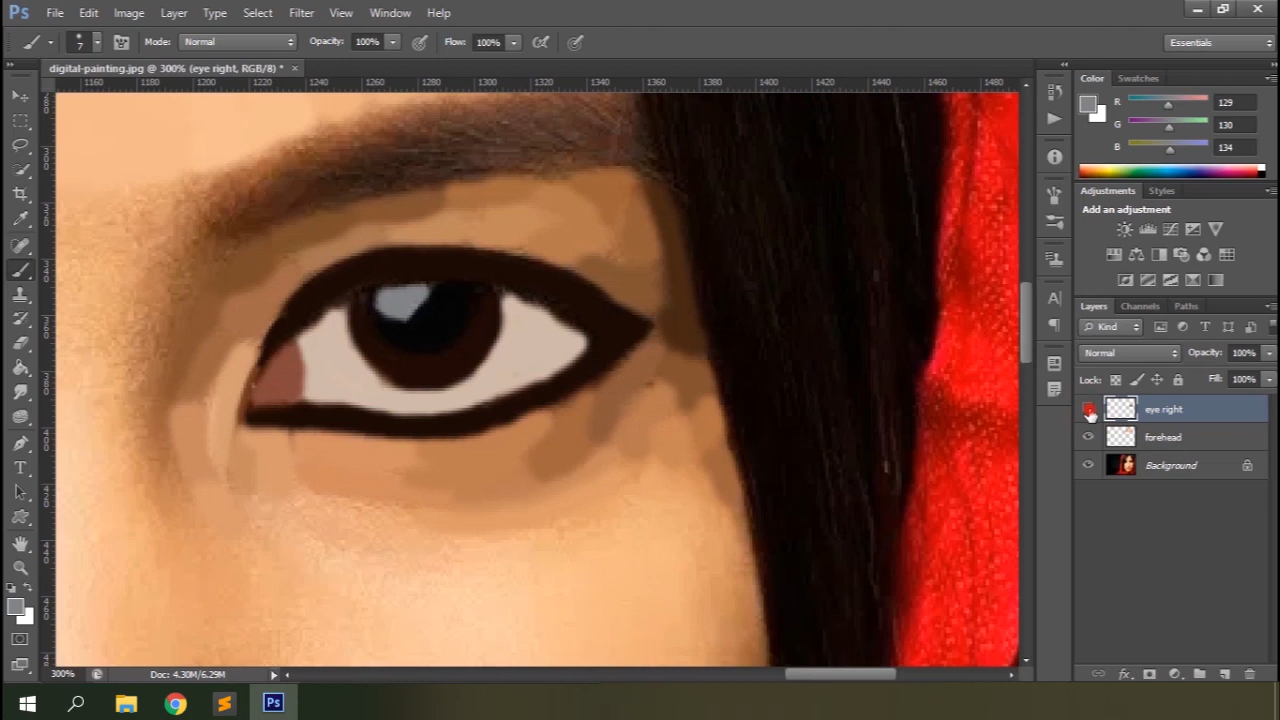 Ps File Edit Image Layer Type Select Filter View Window Help
7 Mode: Normal Opacity: 100% Flow: 100% Essentials
digital-painting.jpg @ 300% (eye right, RGB/8) * ×
1160 1180 1200 1220 1240 1260 1280 1300 1320 1340 1360 1380 1400 1420 1440 1460 1480
Color Swatches
R 129
G 130
B 134
Adjustments Styles
Add an adjustment
Layers Channels Paths
Kind
Normal Opacity: 100%
Lock: Fill: 100%
eye right
forehead
Background
300% Doc: 4.30M/6.29M
Ps